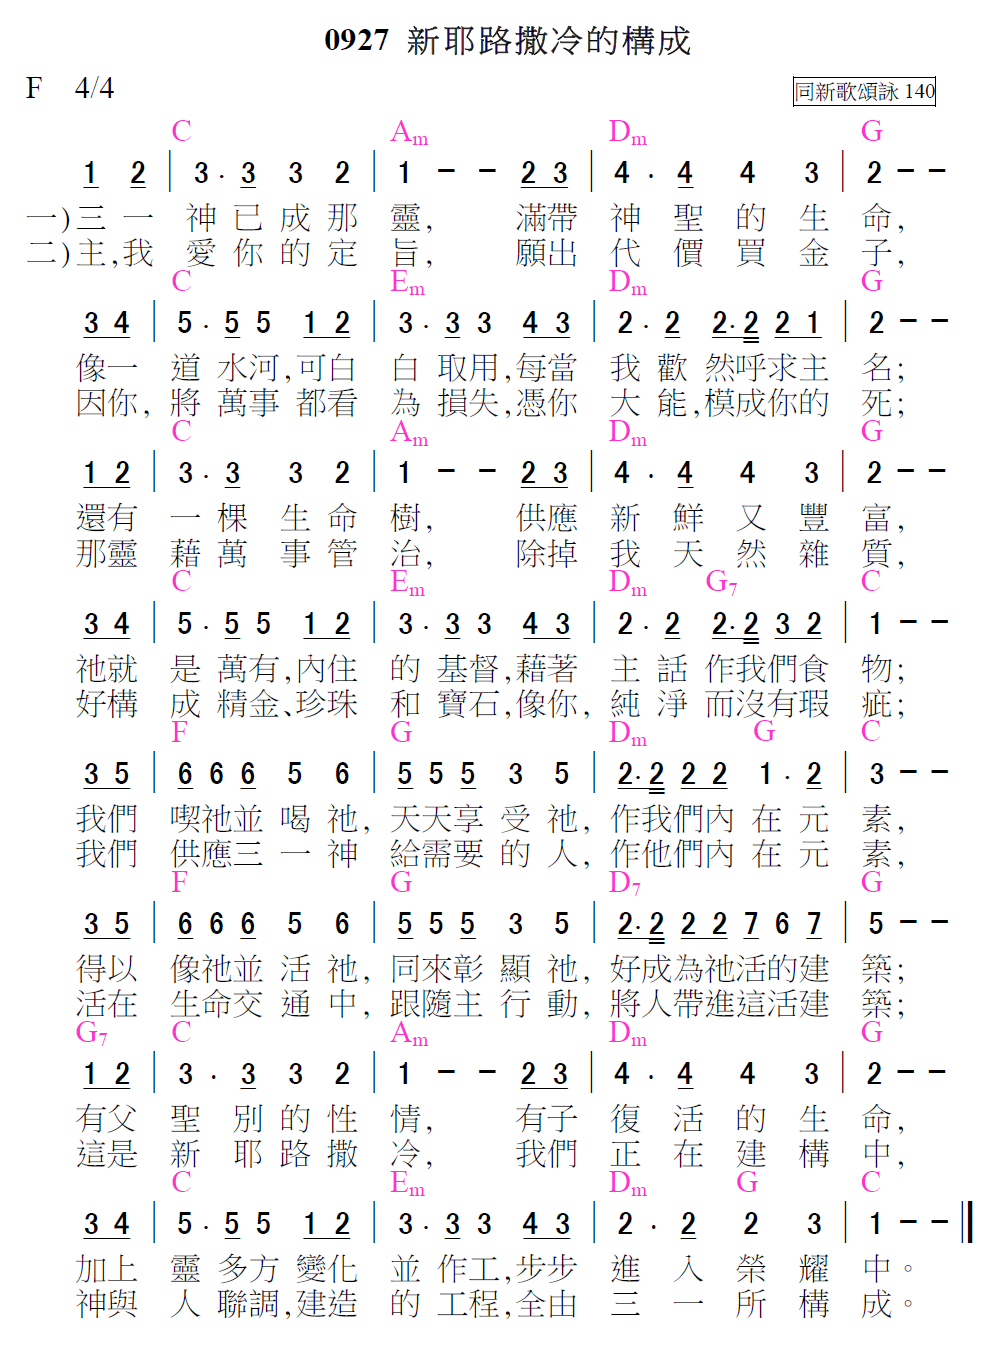 0927 新耶路撒冷的構成
F 4/4 同新歌頌詠 140
C Am Dm G
1 2 | 3 · 3 3 2 | 1 － － 2 3 | 4 · 4 4 3 | 2 － －
一)三一 神已成那靈, 滿帶神聖的生命,
二)主,我愛你的定旨, 願出代價買金子,
C Em Dm G
3 4 | 5 · 5 5 1 2 | 3 · 3 3 4 3 | 2 · 2 2 · 2 2 1 | 2 － －
像一道水河,可白白取用,每當我歡然呼求主名;
因你,將萬事都看為損失,憑你大能,模成你的死;
C Am Dm G
1 2 | 3 · 3 3 2 | 1 － － 2 3 | 4 · 4 4 3 | 2 － －
還有一棵生命樹, 供應新鮮又豐富,
那靈藉萬事管治, 除掉我天然雜質,
C Em Dm G7 C
3 4 | 5 · 5 5 1 2 | 3 · 3 3 4 3 | 2 · 2 2 · 2 3 2 | 1 － －
祂就是萬有,內住的基督,藉著主話作我們食物;
好構成精金、珍珠和寶石,像你,純淨而沒有瑕疵;
F G Dm G C
3 5 | 6 6 6 5 6 | 5 5 5 3 5 | 2 · 2 2 2 1 · 2 | 3 － －
我們喫祂並喝祂,天天享受祂,作我們內在元素,
我們供應三一神給需要的人,作他們內在元素,
F G D7 G
3 5 | 6 6 6 5 6 | 5 5 5 3 5 | 2 · 2 2 2 7 6 7 | 5 － －
得以像祂並活祂,同來彰顯祂,好成為祂活的建築;
活在生命交通中,跟隨主行動,將人帶進這活建築;
G7 C Am Dm G
1 2 | 3 · 3 3 2 | 1 － － 2 3 | 4 · 4 4 3 | 2 － －
有父聖別的性情, 有子復活的生命,
這是新耶路撒冷, 我們正在建構中,
C Em Dm G C
3 4 | 5 · 5 5 1 2 | 3 · 3 3 4 3 | 2 · 2 2 3 | 1 － －
加上靈多方變化並作工,步步進入榮耀中。
神與人聯調,建造的工程,全由三一所構成。